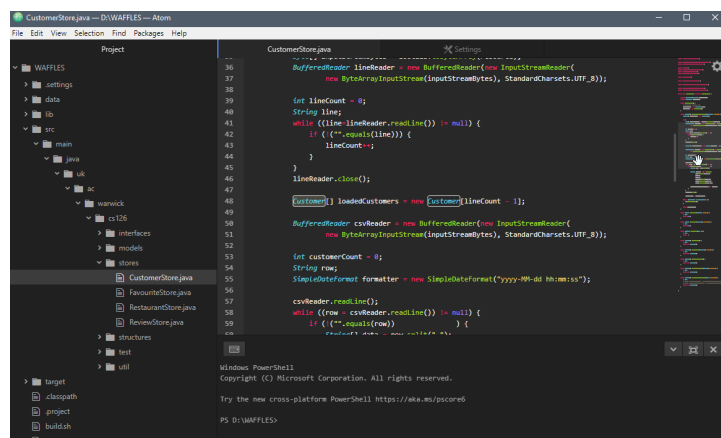 CustomerStore.java — D:\WAFFLES — Atom
File Edit View Selection Find Packages Help
Project
WAFFLES
.settings
data
lib
src
main
java
uk
ac
warwick
cs126
interfaces
models
stores
CustomerStore.java
FavouriteStore.java
RestaurantStore.java
ReviewStore.java
structures
test
util
target
.classpath
.project
build.sh
CustomerStore.java
Settings
36 BufferedReader lineReader = new BufferedReader(new InputStreamReader(
37 new ByteArrayInputStream(inputStreamBytes), StandardCharsets.UTF_8));
38
39 int lineCount = 0;
40 String line;
41 while ((line=lineReader.readLine()) != null) {
42 if (!("".equals(line))) {
43 lineCount++;
44 }
45 }
46 lineReader.close();
47
48 Customer[] loadedCustomers = new Customer[lineCount - 1];
49
50 BufferedReader csvReader = new BufferedReader(new InputStreamReader(
51 new ByteArrayInputStream(inputStreamBytes), StandardCharsets.UTF_8));
52
53 int customerCount = 0;
54 String row;
55 SimpleDateFormat formatter = new SimpleDateFormat("yyyy-MM-dd hh:mm:ss");
56
57 csvReader.readLine();
58 while ((row = csvReader.readLine()) != null) {
59 if (!("".equals(row)) ) {
Windows PowerShell
Copyright (C) Microsoft Corporation. All rights reserved.
Try the new cross-platform PowerShell https://aka.ms/pscore6
PS D:\WAFFLES>